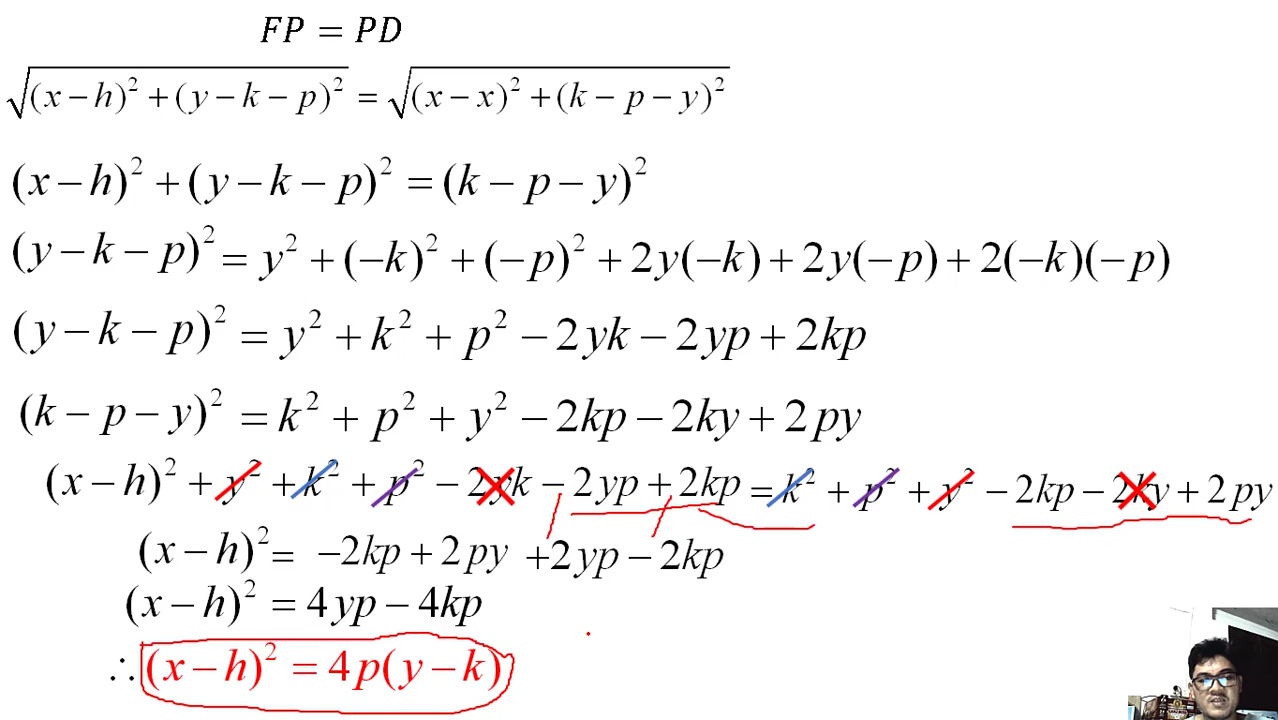 FP = PD
√((x − h)² + (y − k − p)²) = √((x − x)² + (k − p − y)²)
(x − h)² + (y − k − p)² = (k − p − y)²
(y − k − p)² = y² + (−k)² + (−p)² + 2y(−k) + 2y(−p) + 2(−k)(−p)
(y − k − p)² = y² + k² + p² − 2yk − 2yp + 2kp
(k − p − y)² = k² + p² + y² − 2kp − 2ky + 2py
(x − h)² + y² + k² + p² − 2yk − 2yp + 2kp = k² + p² + y² − 2kp − 2ky + 2py
(x − h)² = −2kp + 2py + 2yp − 2kp
(x − h)² = 4yp − 4kp
∴ (x − h)² = 4p(y − k)